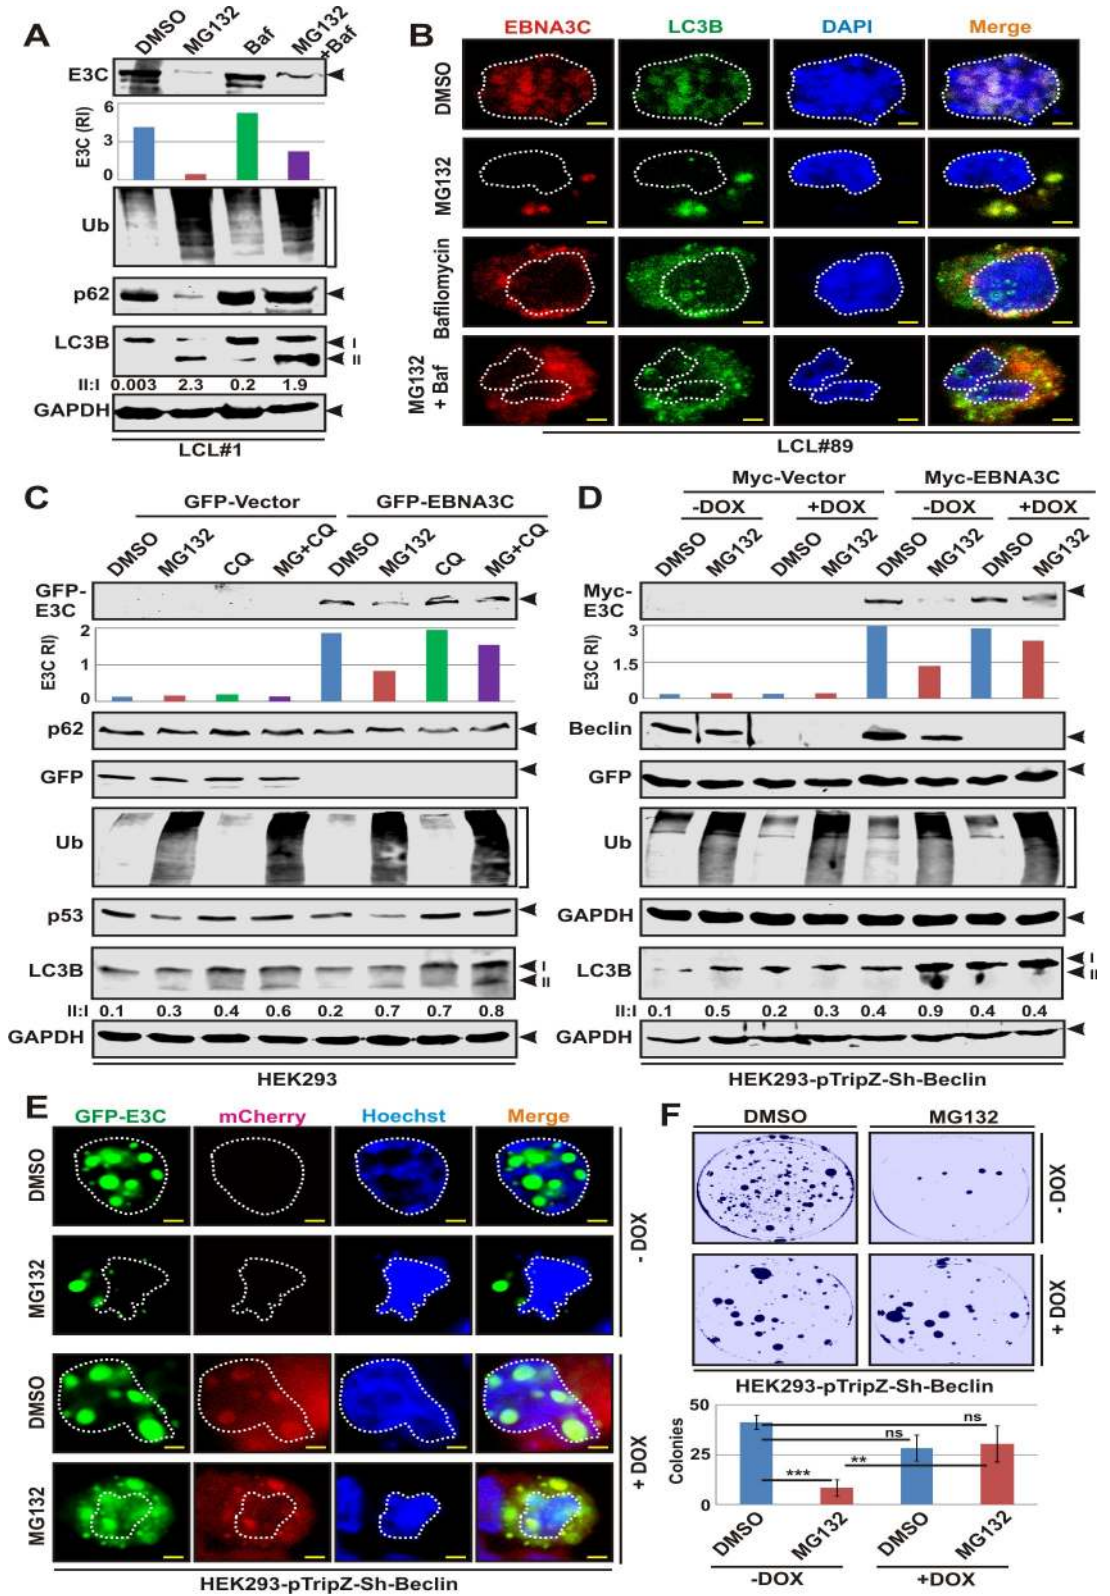 A
DMSO MG132 Baf MG132 +Baf
E3C
E3C (RI)
6
3
0
Ub
p62
LC3B
I
II
II:I 0.003 2.3 0.2 1.9
GAPDH
LCL#1
B
EBNA3C LC3B DAPI Merge
DMSO
MG132
Bafilomycin
MG132 + Baf
LCL#89
C
GFP-Vector GFP-EBNA3C
DMSO MG132 CQ MG+CQ DMSO MG132 CQ MG+CQ
GFP-
E3C
E3C RI)
2
1
0
p62
GFP
Ub
p53
LC3B
I
II
II:I 0.1 0.3 0.4 0.6 0.2 0.7 0.7 0.8
GAPDH
HEK293
D
Myc-Vector Myc-EBNA3C
-DOX +DOX -DOX +DOX
DMSO MG132 DMSO MG132 DMSO MG132 DMSO MG132
Myc-
E3C
E3C RI)
3
1.5
0
Beclin
GFP
Ub
GAPDH
LC3B
I
II
II:I 0.1 0.5 0.2 0.3 0.4 0.9 0.4 0.4
GAPDH
HEK293-pTripZ-Sh-Beclin
E
GFP-E3C mCherry Hoechst Merge
DMSO
MG132
- DOX
DMSO
MG132
+ DOX
HEK293-pTripZ-Sh-Beclin
F
DMSO MG132
- DOX
+ DOX
HEK293-pTripZ-Sh-Beclin
Colonies
50
25
0
ns
ns
*** **
DMSO MG132 DMSO MG132
-DOX +DOX